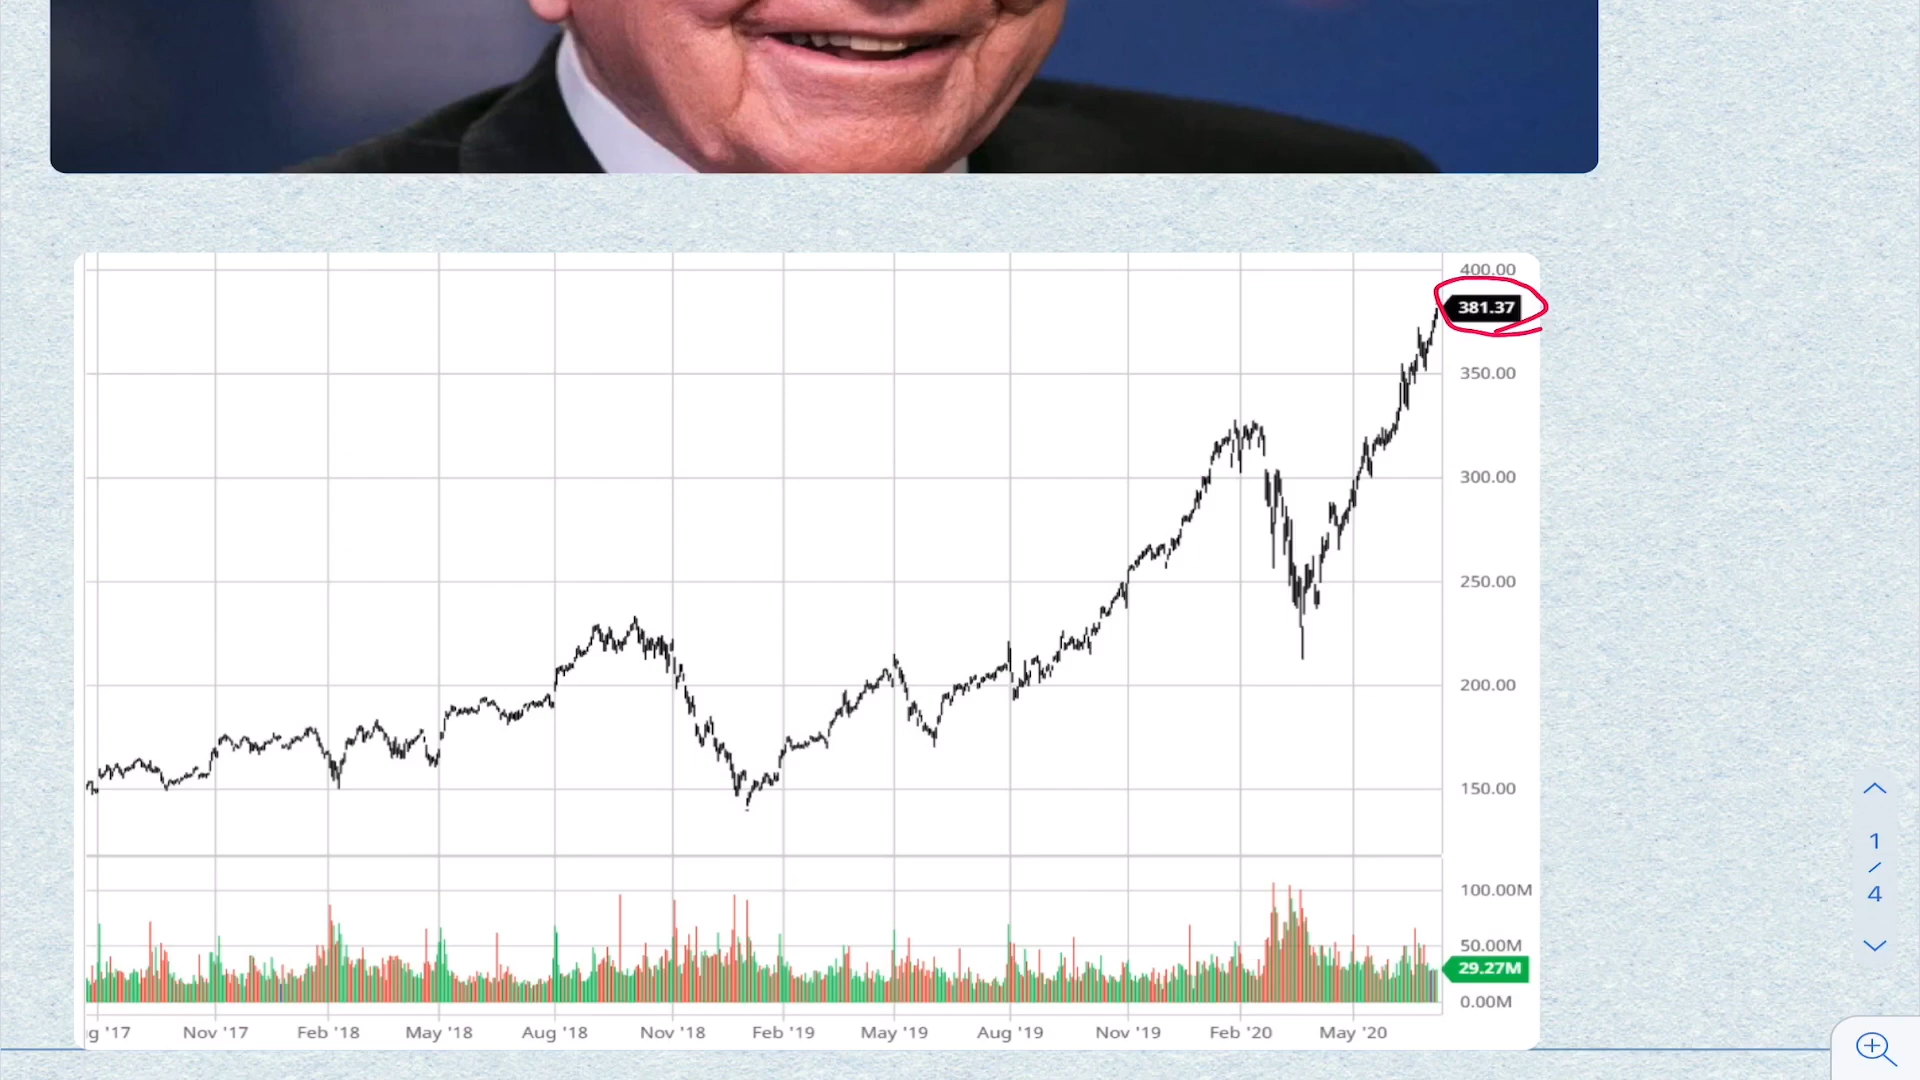 400.00
381.37
350.00
300.00
250.00
200.00
150.00
100.00M
50.00M
29.27M
0.00M
g '17 Nov '17 Feb '18 May '18 Aug '18 Nov '18 Feb '19 May '19 Aug '19 Nov '19 Feb '20 May '20
1
/
4